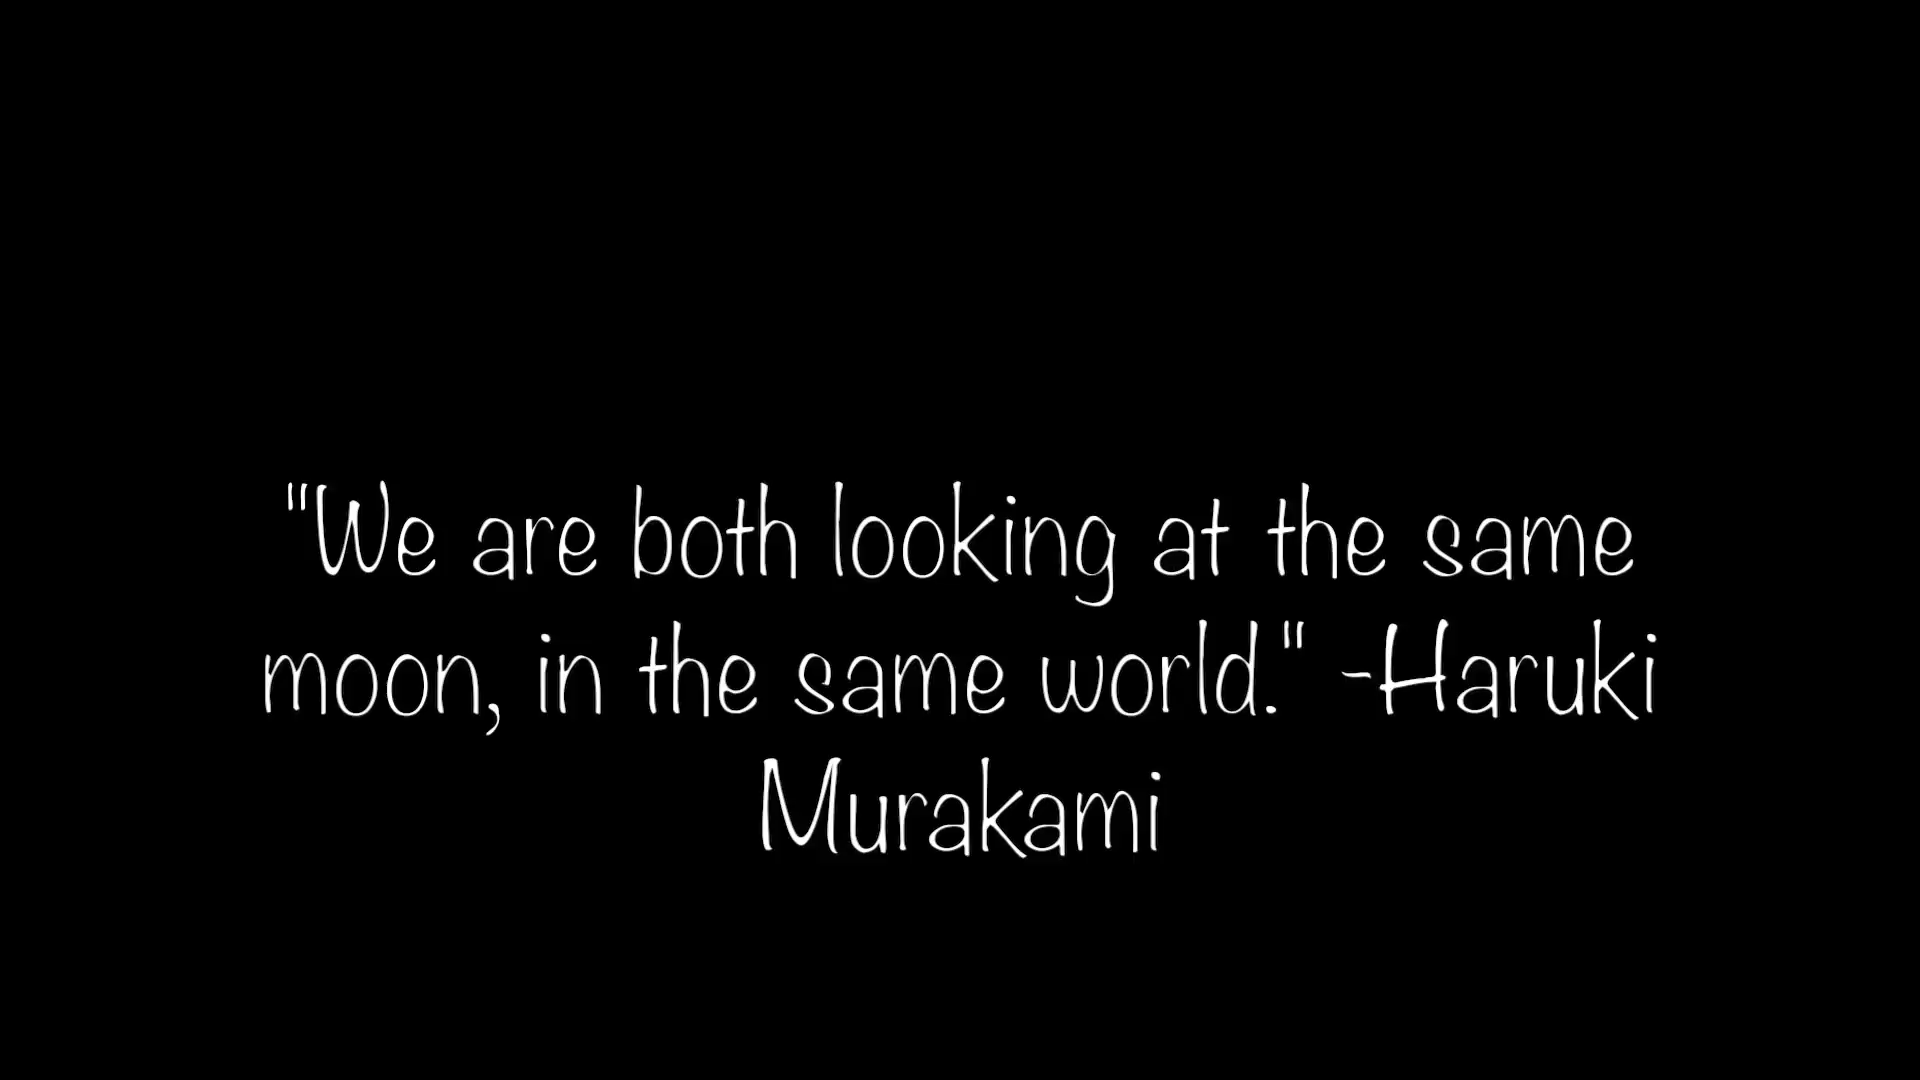 "We are both looking at the same
moon, in the same world." -Haruki
Murakami